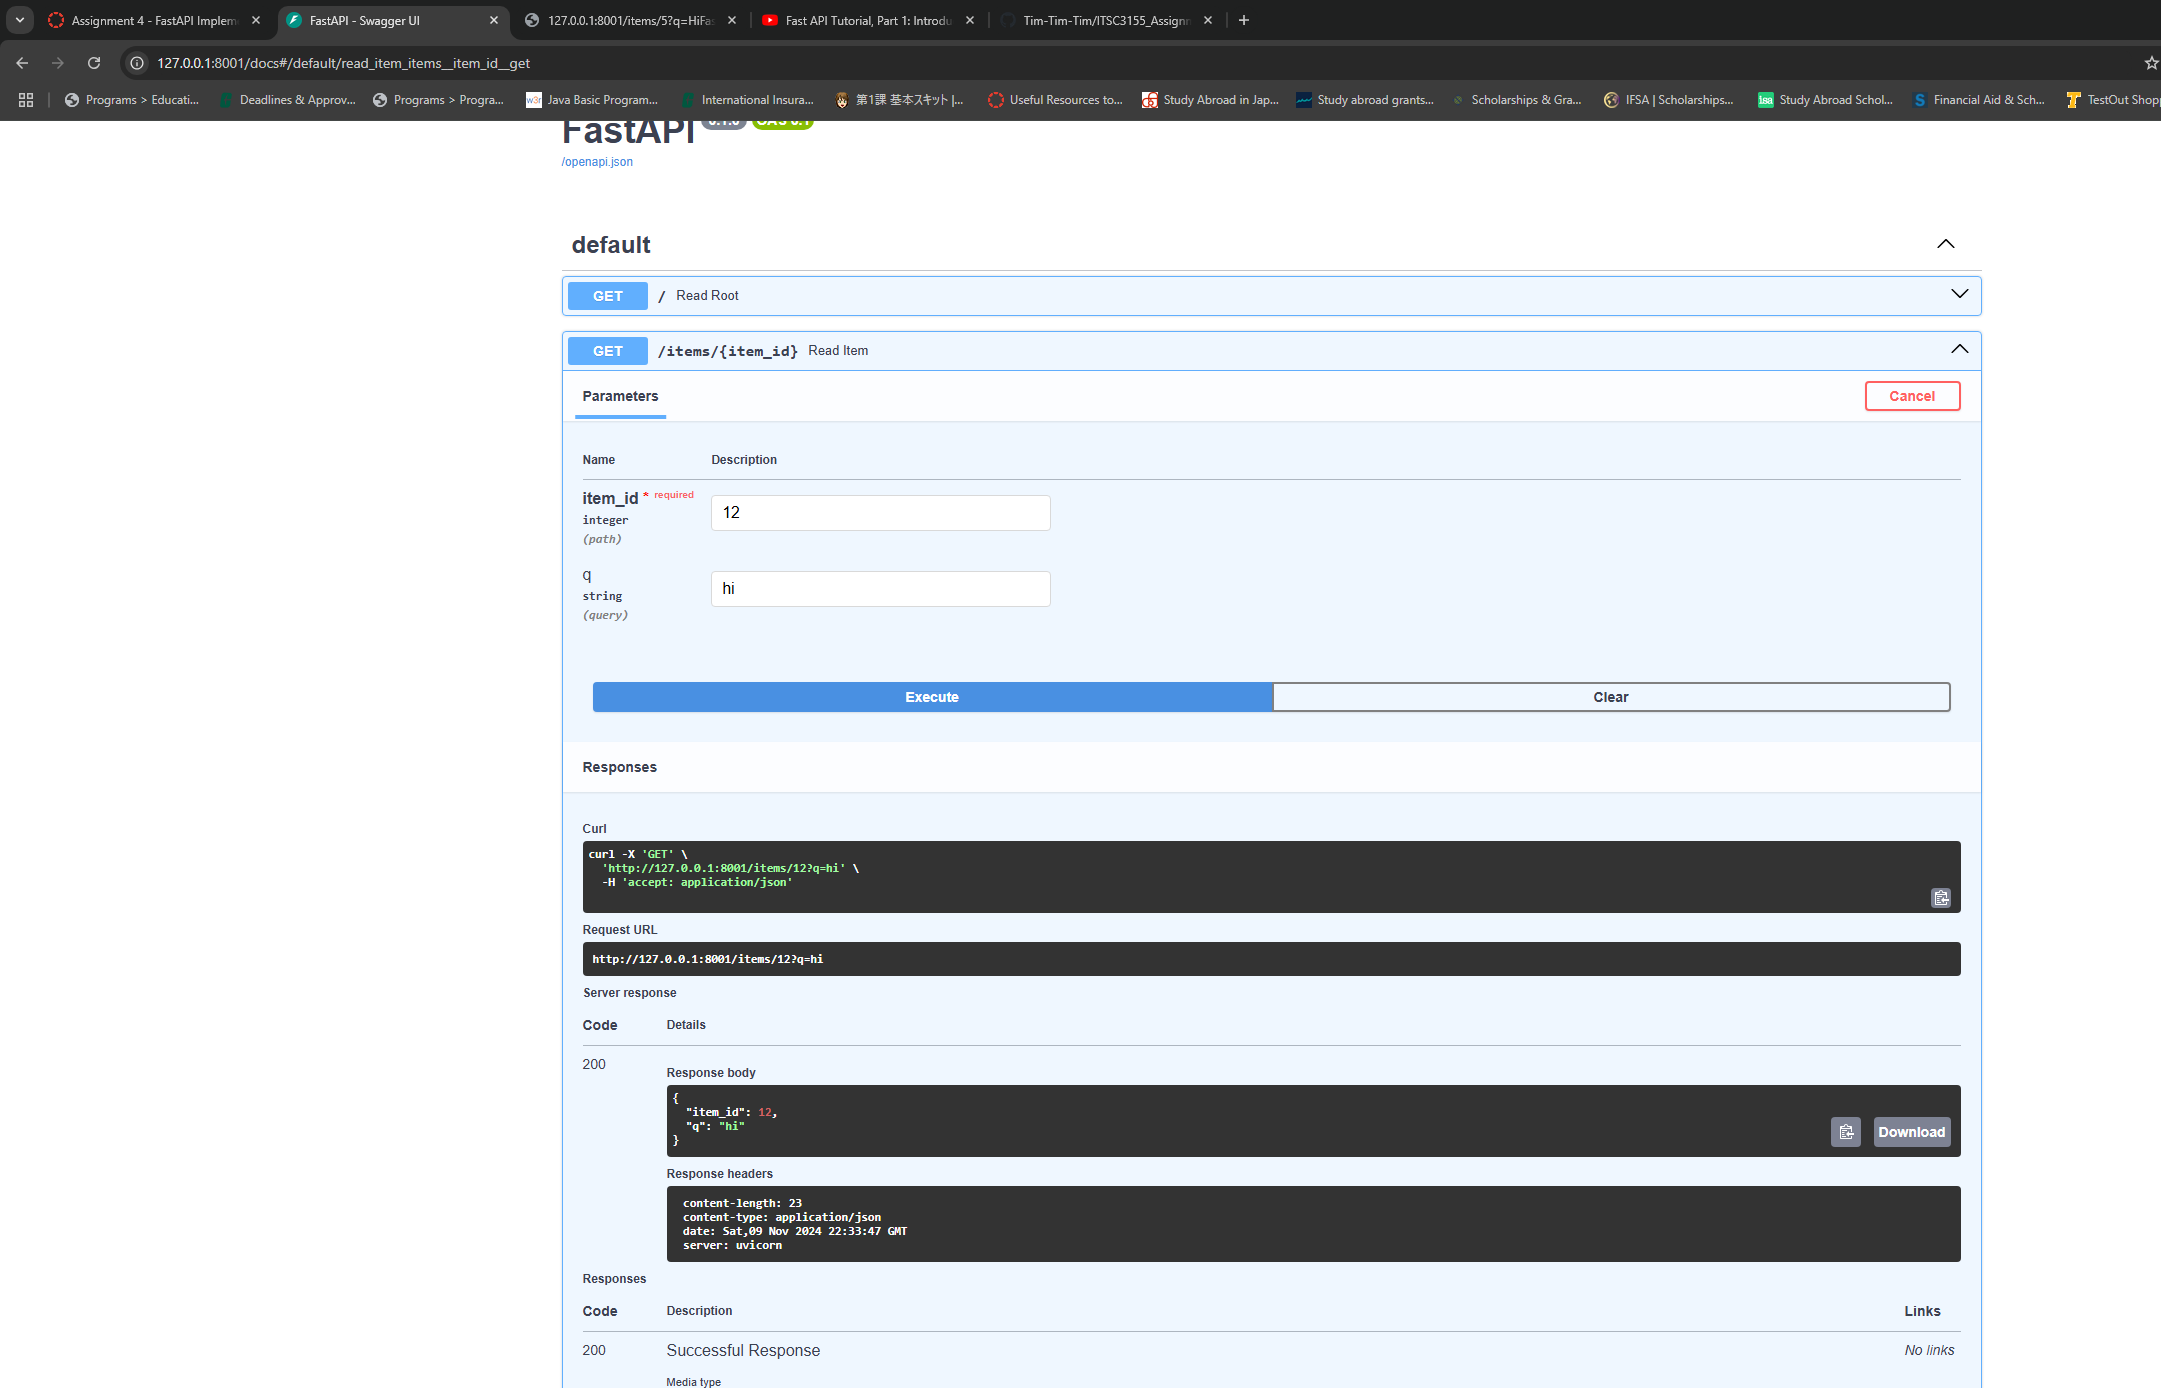 Assignment 4 - FastAPI Implem
FastAPI - Swagger UI
127.0.0.1:8001/items/5?q=HiFas
Fast API Tutorial, Part 1: Introdu
Tim-Tim-Tim/ITSC3155_Assignm
127.0.0.1:8001/docs#/default/read_item_items__item_id__get
Programs > Educati...
Deadlines & Approv...
Programs > Progra...
w3r
Java Basic Program...
International Insura...
第1課 基本スキット |...
Useful Resources to...
Study Abroad in Jap...
Study abroad grants...
Scholarships & Gra...
IFSA | Scholarships...
Study Abroad Schol...
Financial Aid & Sch...
TestOut Shop
FastAPI
/openapi.json
default
GET / Read Root
GET /items/{item_id} Read Item
Parameters
Cancel
Name Description
item_id * required
integer
(path)
12
q
string
(query)
hi
Execute
Clear
Responses
Curl
curl -X 'GET' \
'http://127.0.0.1:8001/items/12?q=hi' \
-H 'accept: application/json'
Request URL
http://127.0.0.1:8001/items/12?q=hi
Server response
Code Details
200
Response body
{
"item_id": 12,
"q": "hi"
}
Download
Response headers
content-length: 23
content-type: application/json
date: Sat,09 Nov 2024 22:33:47 GMT
server: uvicorn
Responses
Code Description Links
200 Successful Response No links
Media type